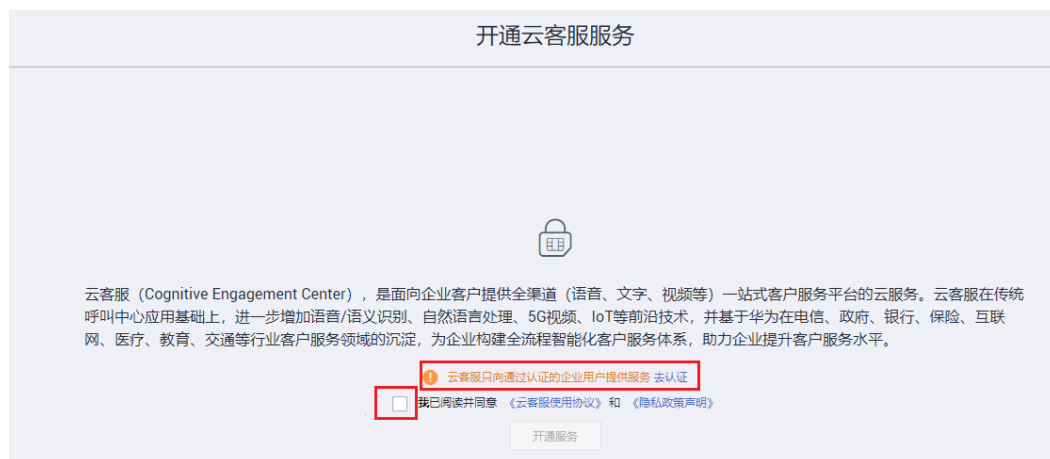 开通云客服服务
云客服（Cognitive Engagement Center），是面向企业客户提供全渠道（语音、文字、视频等）一站式客户服务平台的云服务。云客服在传统
呼叫中心应用基础上，进一步增加语音/语义识别、自然语言处理、5G视频、IoT等前沿技术，并基于华为在电信、政府、银行、保险、互联
网、医疗、教育、交通等行业客户服务领域的沉淀，为企业构建全流程智能化客户服务体系，助力企业提升客户服务水平。
云客服只向通过认证的企业用户提供服务 去认证
我已阅读并同意 《云客服使用协议》 和 《隐私政策声明》
开通服务